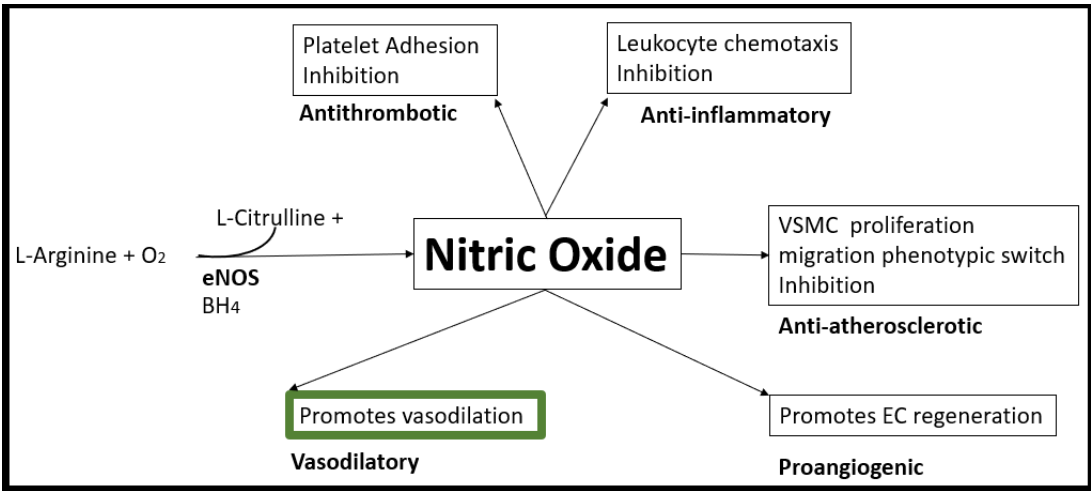 Platelet Adhesion
Inhibition
Antithrombotic
Leukocyte chemotaxis
Inhibition
Anti-inflammatory
L-Arginine + O2
L-Citrulline +
eNOS
BH4
Nitric Oxide
VSMC proliferation
migration phenotypic switch
Inhibition
Anti-atherosclerotic
Promotes vasodilation
Vasodilatory
Promotes EC regeneration
Proangiogenic